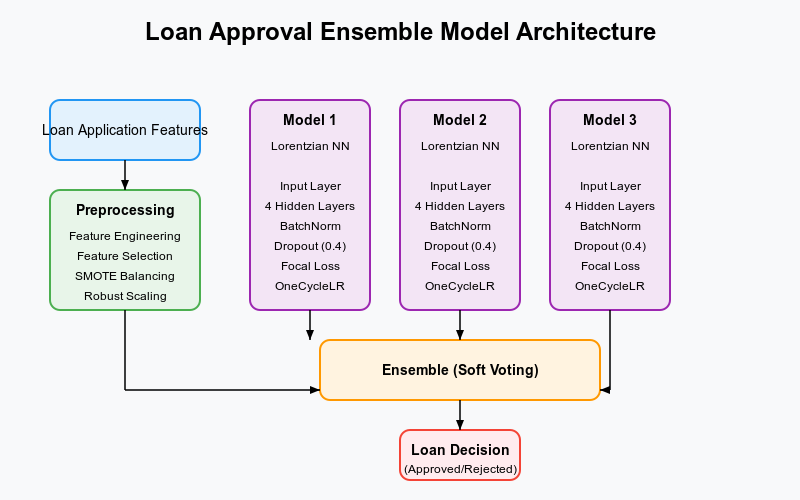 Loan Approval Ensemble Model Architecture
Loan Application Features
Preprocessing
Feature Engineering
Feature Selection
SMOTE Balancing
Robust Scaling
Model 1
Lorentzian NN
Input Layer
4 Hidden Layers
BatchNorm
Dropout (0.4)
Focal Loss
OneCycleLR
Model 2
Lorentzian NN
Input Layer
4 Hidden Layers
BatchNorm
Dropout (0.4)
Focal Loss
OneCycleLR
Model 3
Lorentzian NN
Input Layer
4 Hidden Layers
BatchNorm
Dropout (0.4)
Focal Loss
OneCycleLR
Ensemble (Soft Voting)
Loan Decision
(Approved/Rejected)